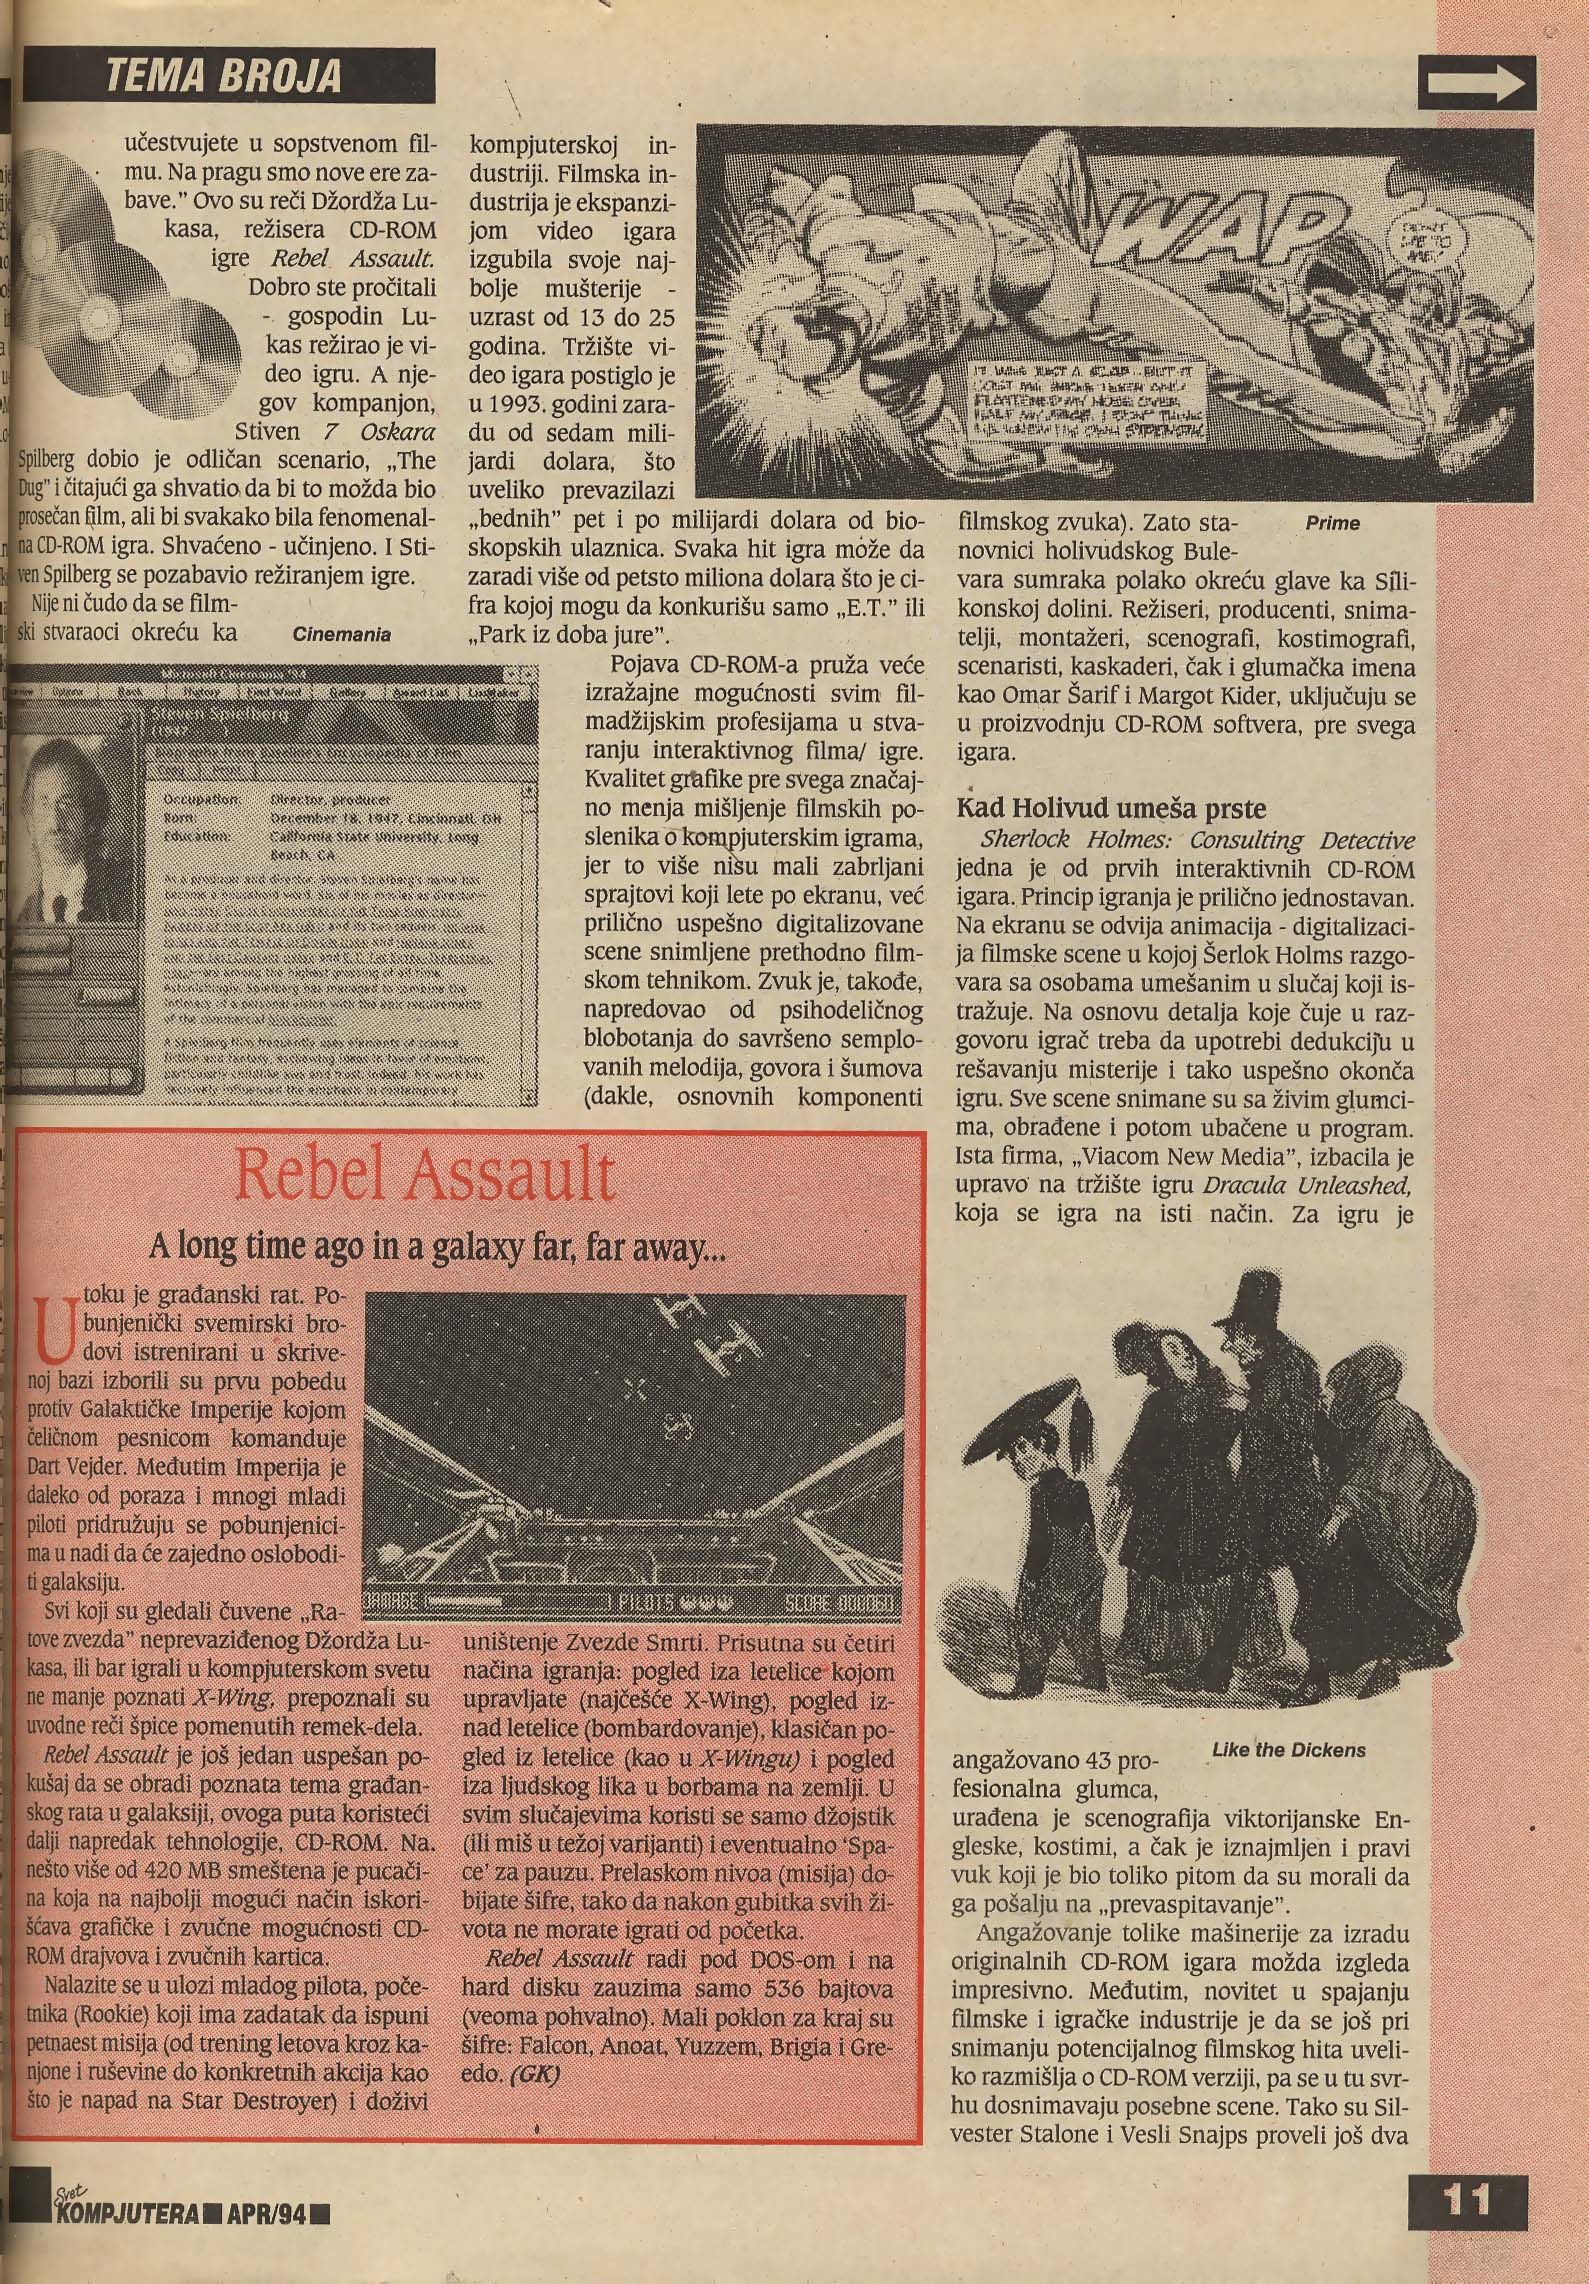 TEMA BROJA
učestvujete u sopstvenom fil-
mu. Na pragu smo nove ere za-
bave.” Ovo su reči Džordža Lu-
kasa, režisera CD-ROM
igre Rebel Assault.
Dobro ste pročitali
- gospodin Lu-
kas režirao je vi-
deo igru. A nje-
gov kompanjon,
Stiven 7 Oskara
Spilberg dobio je odličan scenario, „The
Dug” i čitajući ga shvatio da bi to možda bio
prosečan film, ali bi svakako bila fenomenal-
na CD-ROM igra. Shvaćeno - učinjeno. I Sti-
ven Spilberg se pozabavio režiranjem igre.
Nije ni čudo da se film-
ski stvaraoci okreću ka
Cinemania
Microsoft Cinemania '94
Steven Spielberg
(1947 )
Occupation: Director, producer
Born: December 18, 1947, Cincinnati, OH
Education: California State University, Long
Beach, CA
kompjuterskoj in-
dustriji. Filmska in-
dustrija je ekspanzi-
jom video igara
izgubila svoje naj-
bolje mušterije -
uzrast od 13 do 25
godina. Tržište vi-
deo igara postiglo je
u 1993. godini zara-
du od sedam mili-
jardi dolara, što
uveliko prevazilazi
„bednih” pet i po milijardi dolara od bio-
skopskih ulaznica. Svaka hit igra može da
zaradi više od petsto miliona dolara što je ci-
fra kojoj mogu da konkurišu samo „E.T.” ili
„Park iz doba jure”.
Pojava CD-ROM-a pruža veće
izražajne mogućnosti svim fil-
madžijskim profesijama u stva-
ranju interaktivnog filma/ igre.
Kvalitet grafike pre svega značaj-
no menja mišljenje filmskih po-
slenika o kompjuterskim igrama,
jer to više nisu mali zabrljani
sprajtovi koji lete po ekranu, već
prilično uspešno digitalizovane
scene snimljene prethodno film-
skom tehnikom. Zvuk je, takođe,
napredovao od psihodeličnog
blobotanja do savršeno semplo-
vanih melodija, govora i šumova
(dakle, osnovnih komponenti
WAP
Prime
filmskog zvuka). Zato sta-
novnici holivudskog Bule-
vara sumraka polako okreću glave ka Sili-
konskoj dolini. Režiseri, producenti, snima-
telji, montažeri, scenografi, kostimografi,
scenaristi, kaskaderi, čak i glumačka imena
kao Omar Šarif i Margot Kider, uključuju se
u proizvodnju CD-ROM softvera, pre svega
igara.
Kad Holivud umeša prste
Sherlock Holmes: Consulting Detective
jedna je od prvih interaktivnih CD-ROM
igara. Princip igranja je prilično jednostavan.
Na ekranu se odvija animacija - digitalizaci-
ja filmske scene u kojoj Šerlok Holms razgo-
vara sa osobama umešanim u slučaj koji is-
tražuje. Na osnovu detalja koje čuje u raz-
govoru igrač treba da upotrebi dedukciju u
rešavanju misterije i tako uspešno okonča
igru. Sve scene snimane su sa živim glumci-
ma, obrađene i potom ubačene u program.
Ista firma, „Viacom New Media”, izbacila je
upravo na tržište igru Dracula Unleashed,
koja se igra na isti način. Za igru je
Like the Dickens
angažovano 43 pro-
fesionalna glumca,
urađena je scenografija viktorijanske En-
gleske, kostimi, a čak je iznajmljen i pravi
vuk koji je bio toliko pitom da su morali da
ga pošalju na „prevaspitavanje”.
Angažovanje tolike mašinerije za izradu
originalnih CD-ROM igara možda izgleda
impresivno. Međutim, novitet u spajanju
filmske i igračke industrije je da se još pri
snimanju potencijalnog filmskog hita uveli-
ko razmišlja o CD-ROM verziji, pa se u tu svr-
hu dosnimavaju posebne scene. Tako su Sil-
vester Stalone i Vesli Snajps proveli još dva
Rebel Assault
A long time ago in a galaxy far, far away...
U toku je građanski rat. Po-
bunjenički svemirski bro-
dovi istrenirani u skrive-
noj bazi izborili su prvu pobedu
protiv Galaktičke Imperije kojom
čeličnom pesnicom komanduje
Dart Vejder. Međutim Imperija je
daleko od poraza i mnogi mladi
piloti pridružuju se pobunjenici-
ma u nadi da će zajedno oslobodi-
ti galaksiju.
Svi koji su gledali čuvene „Ra-
tove zvezda” neprevaziđenog Džordža Lu-
kasa, ili bar igrali u kompjuterskom svetu
ne manje poznati X-Wing, prepoznali su
uvodne reči špice pomenutih remek-dela.
Rebel Assault je još jedan uspešan po-
kušaj da se obradi poznata tema građan-
skog rata u galaksiji, ovoga puta koristeći
dalji napredak tehnologije, CD-ROM. Na
nešto više od 420 MB smeštena je pucači-
na koja na najbolji mogući način iskori-
šćava grafičke i zvučne mogućnosti CD-
ROM drajvova i zvučnih kartica.
Nalazite se u ulozi mladog pilota, poče-
tnika (Rookie) koji ima zadatak da ispuni
petnaest misija (od trening letova kroz ka-
njone i ruševine do konkretnih akcija kao
što je napad na Star Destroyer) i doživi
DAMAGE 1 PILOTS SCORE
uništenje Zvezde Smrti. Prisutna su četiri
načina igranja: pogled iza letelice kojom
upravljate (najčešće X-Wing), pogled iz-
nad letelice (bombardovanje), klasičan po-
gled iz letelice (kao u X-Wingu) i pogled
iza ljudskog lika u borbama na zemlji. U
svim slučajevima koristi se samo džojstik
(ili miš u težoj varijanti) i eventualno ‘Spa-
ce’ za pauzu. Prelaskom nivoa (misija) do-
bijate šifre, tako da nakon gubitka svih ži-
vota ne morate igrati od početka.
Rebel Assault radi pod DOS-om i na
hard disku zauzima samo 536 bajtova
(veoma pohvalno). Mali poklon za kraj su
šifre: Falcon, Anoat, Yuzzem, Brigia i Gre-
edo. (GK)
Svet
KOMPJUTERA APR/94
11